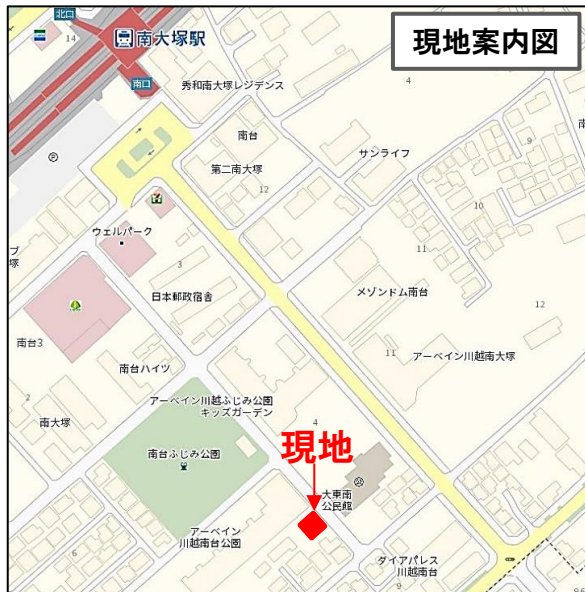 現地案内図
北口
14
南大塚駅
南口
秀和南大塚レジデンス
4
南台
サンライフ
第二南大塚
12
9
南
10
ウェルパーク
3
11
日本郵政宿舎
メゾンドム南台
12
南台3
南台ハイツ
11
アーベイン川越南大塚
2
南大塚
アーベイン川越ふじみ公園
キッズガーデン
4
南台ふじみ公園
現地
大東南
公民館
アーベイン
川越南台公園
6
ダイアパレス
川越南台
9